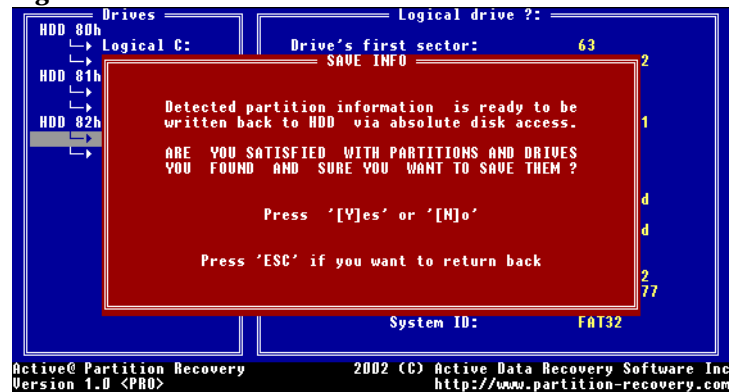 Drives
Logical drive ?:
HDD 80h
Logical C:
Drive's first sector: 63
SAVE INFO
2
HDD 81h
Detected partition information is ready to be
HDD 82h
written back to HDD via absolute disk access.
1
ARE YOU SATISFIED WITH PARTITIONS AND DRIVES
YOU FOUND AND SURE YOU WANT TO SAVE THEM ?
d
Press '[Y]es' or '[N]o'
d
Press 'ESC' if you want to return back
2
77
System ID: FAT32
Active@ Partition Recovery
2002 (C) Active Data Recovery Software Inc
Version 1.0 <PRO>
http://www.partition-recovery.com